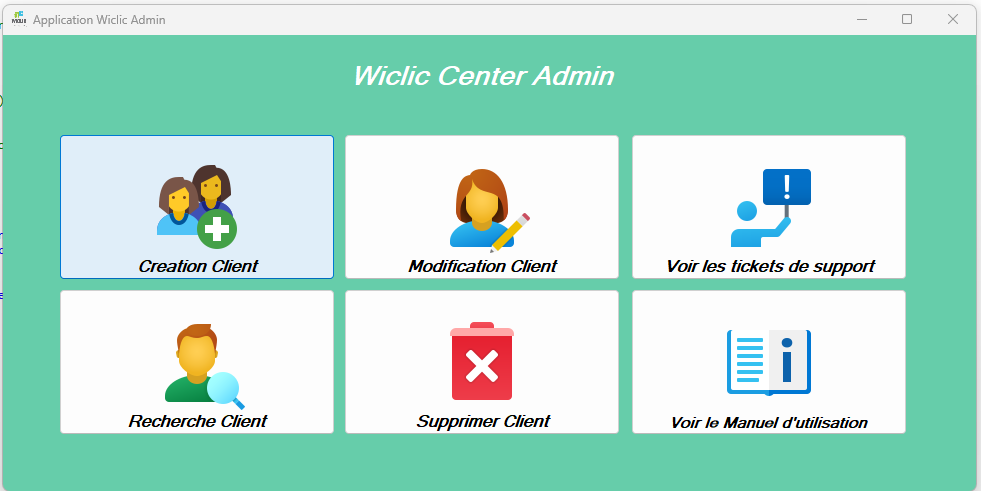 Application Wiclic Admin
Wiclic Center Admin
Creation Client
Modification Client
Voir les tickets de support
Recherche Client
Supprimer Client
Voir le Manuel d'utilisation